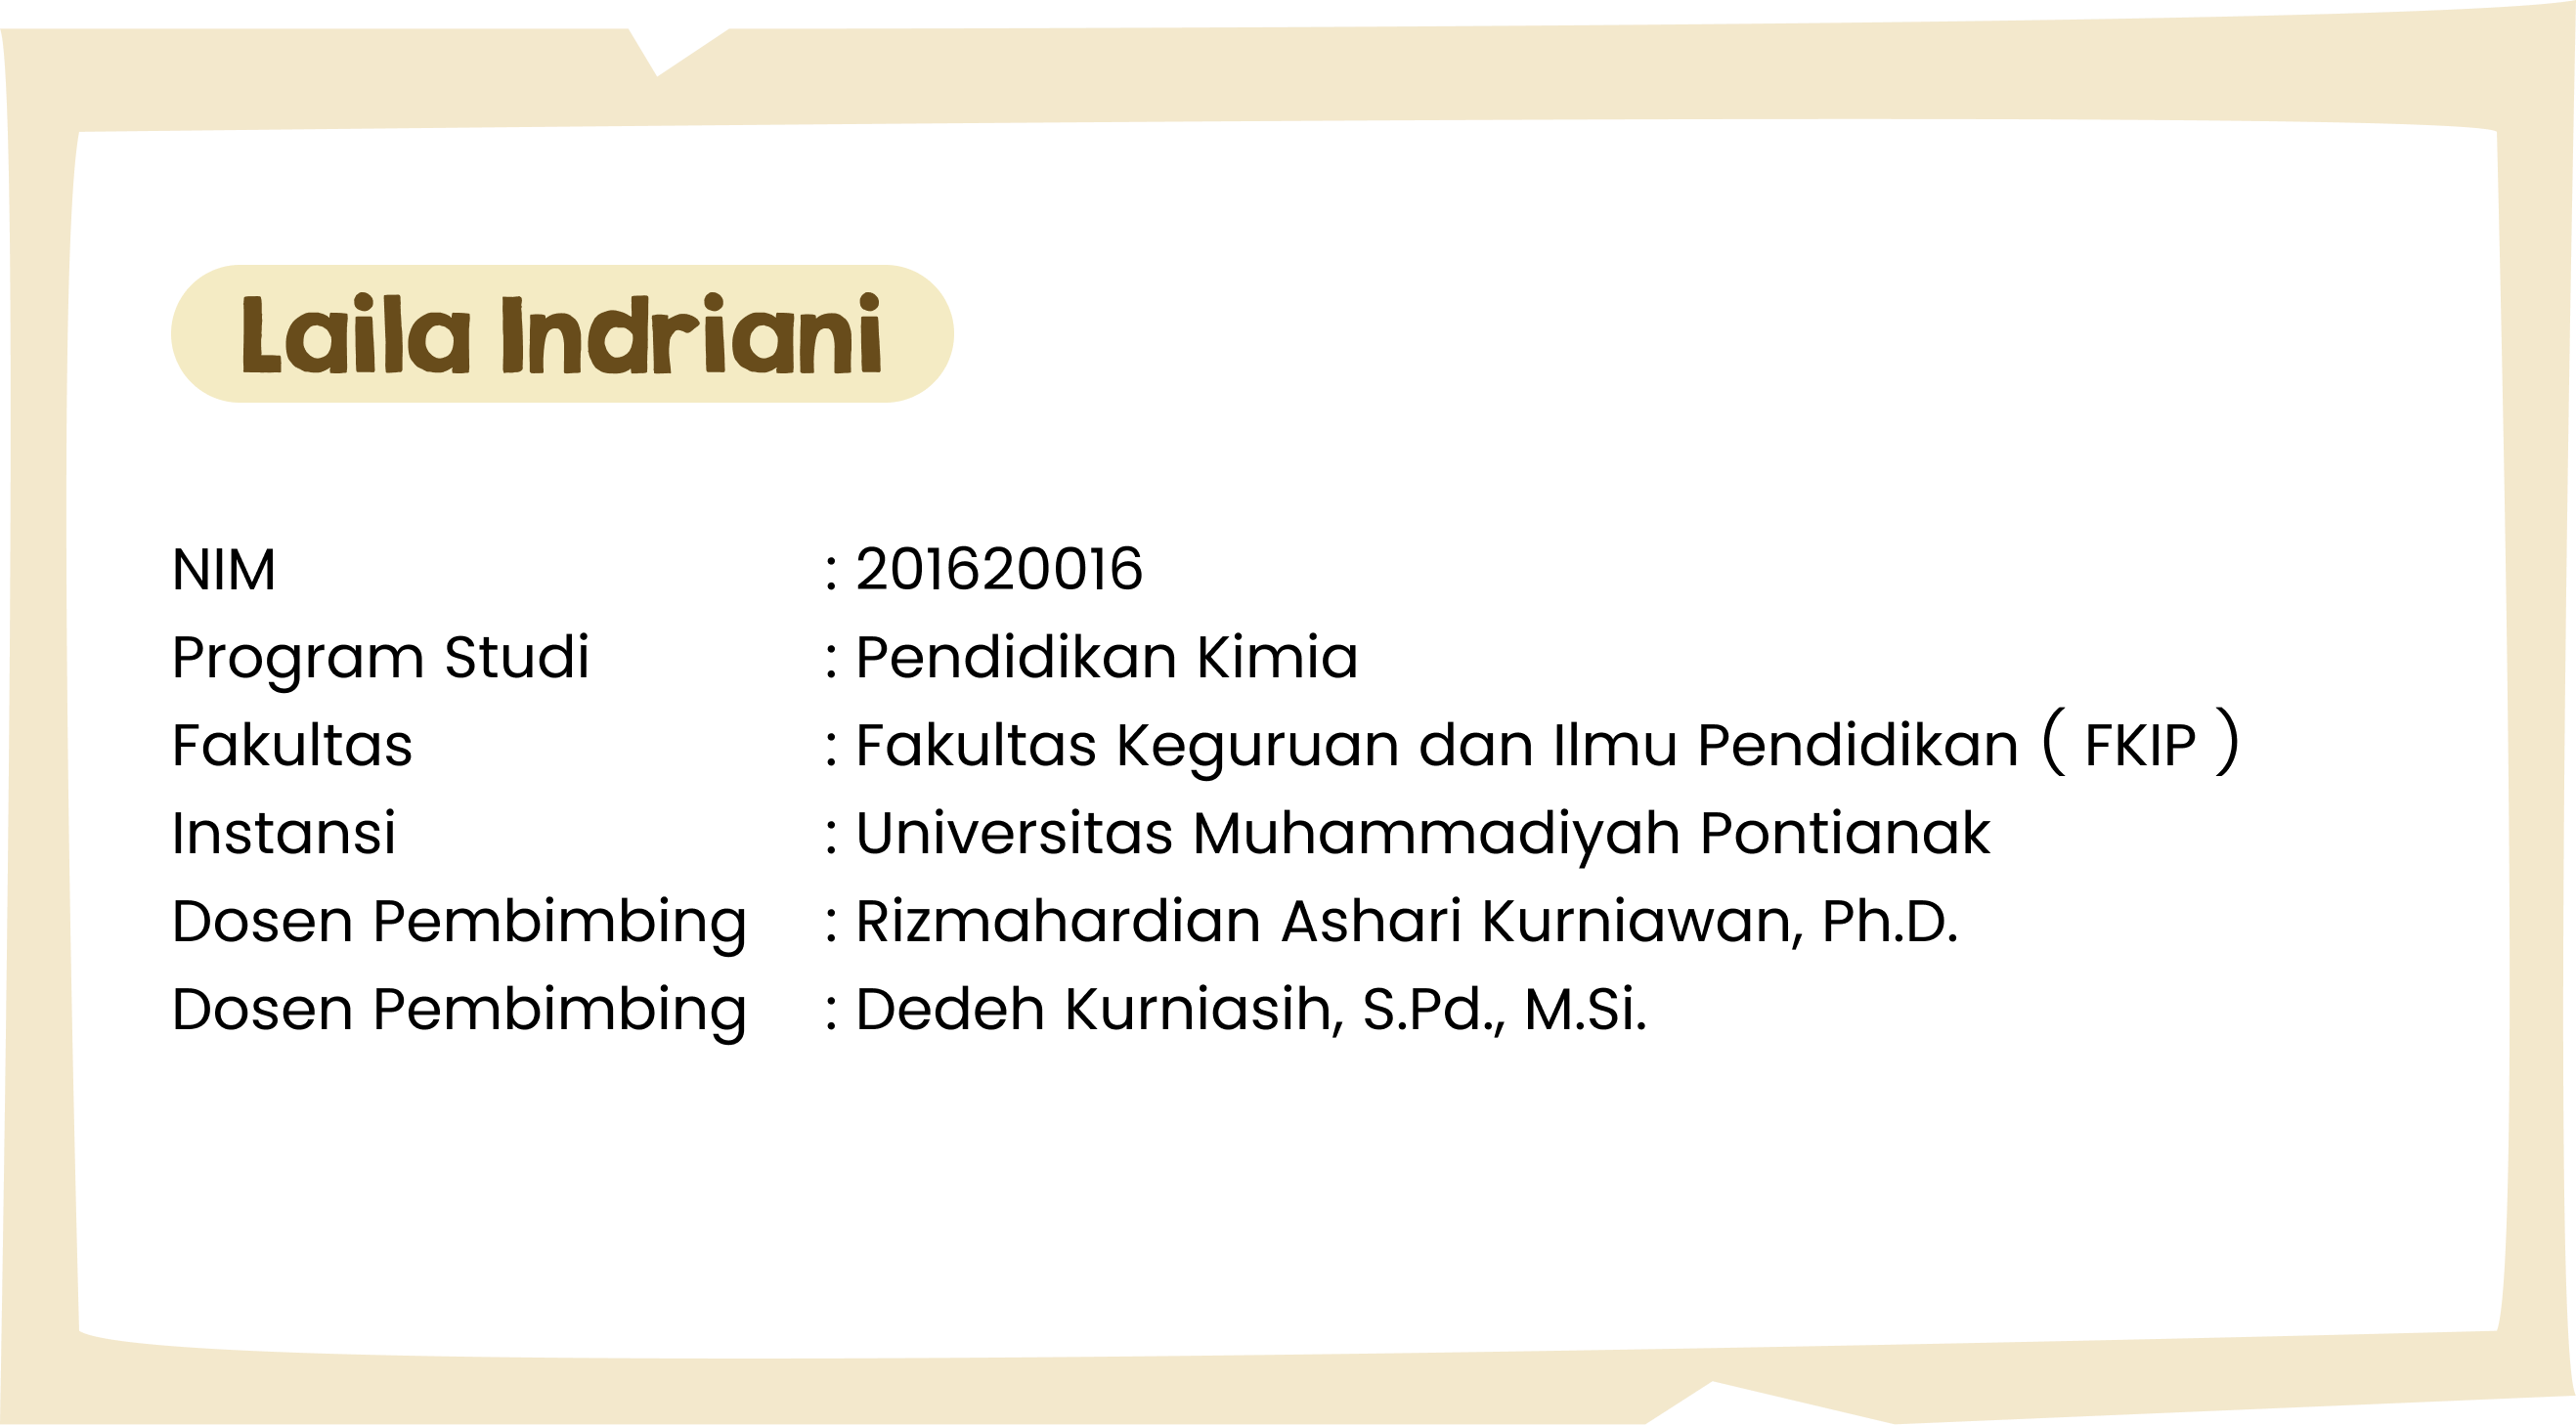 Laila Indriani
NIM : 201620016
Program Studi : Pendidikan Kimia
Fakultas : Fakultas Keguruan dan Ilmu Pendidikan ( FKIP )
Instansi : Universitas Muhammadiyah Pontianak
Dosen Pembimbing : Rizmahardian Ashari Kurniawan, Ph.D.
Dosen Pembimbing : Dedeh Kurniasih, S.Pd., M.Si.